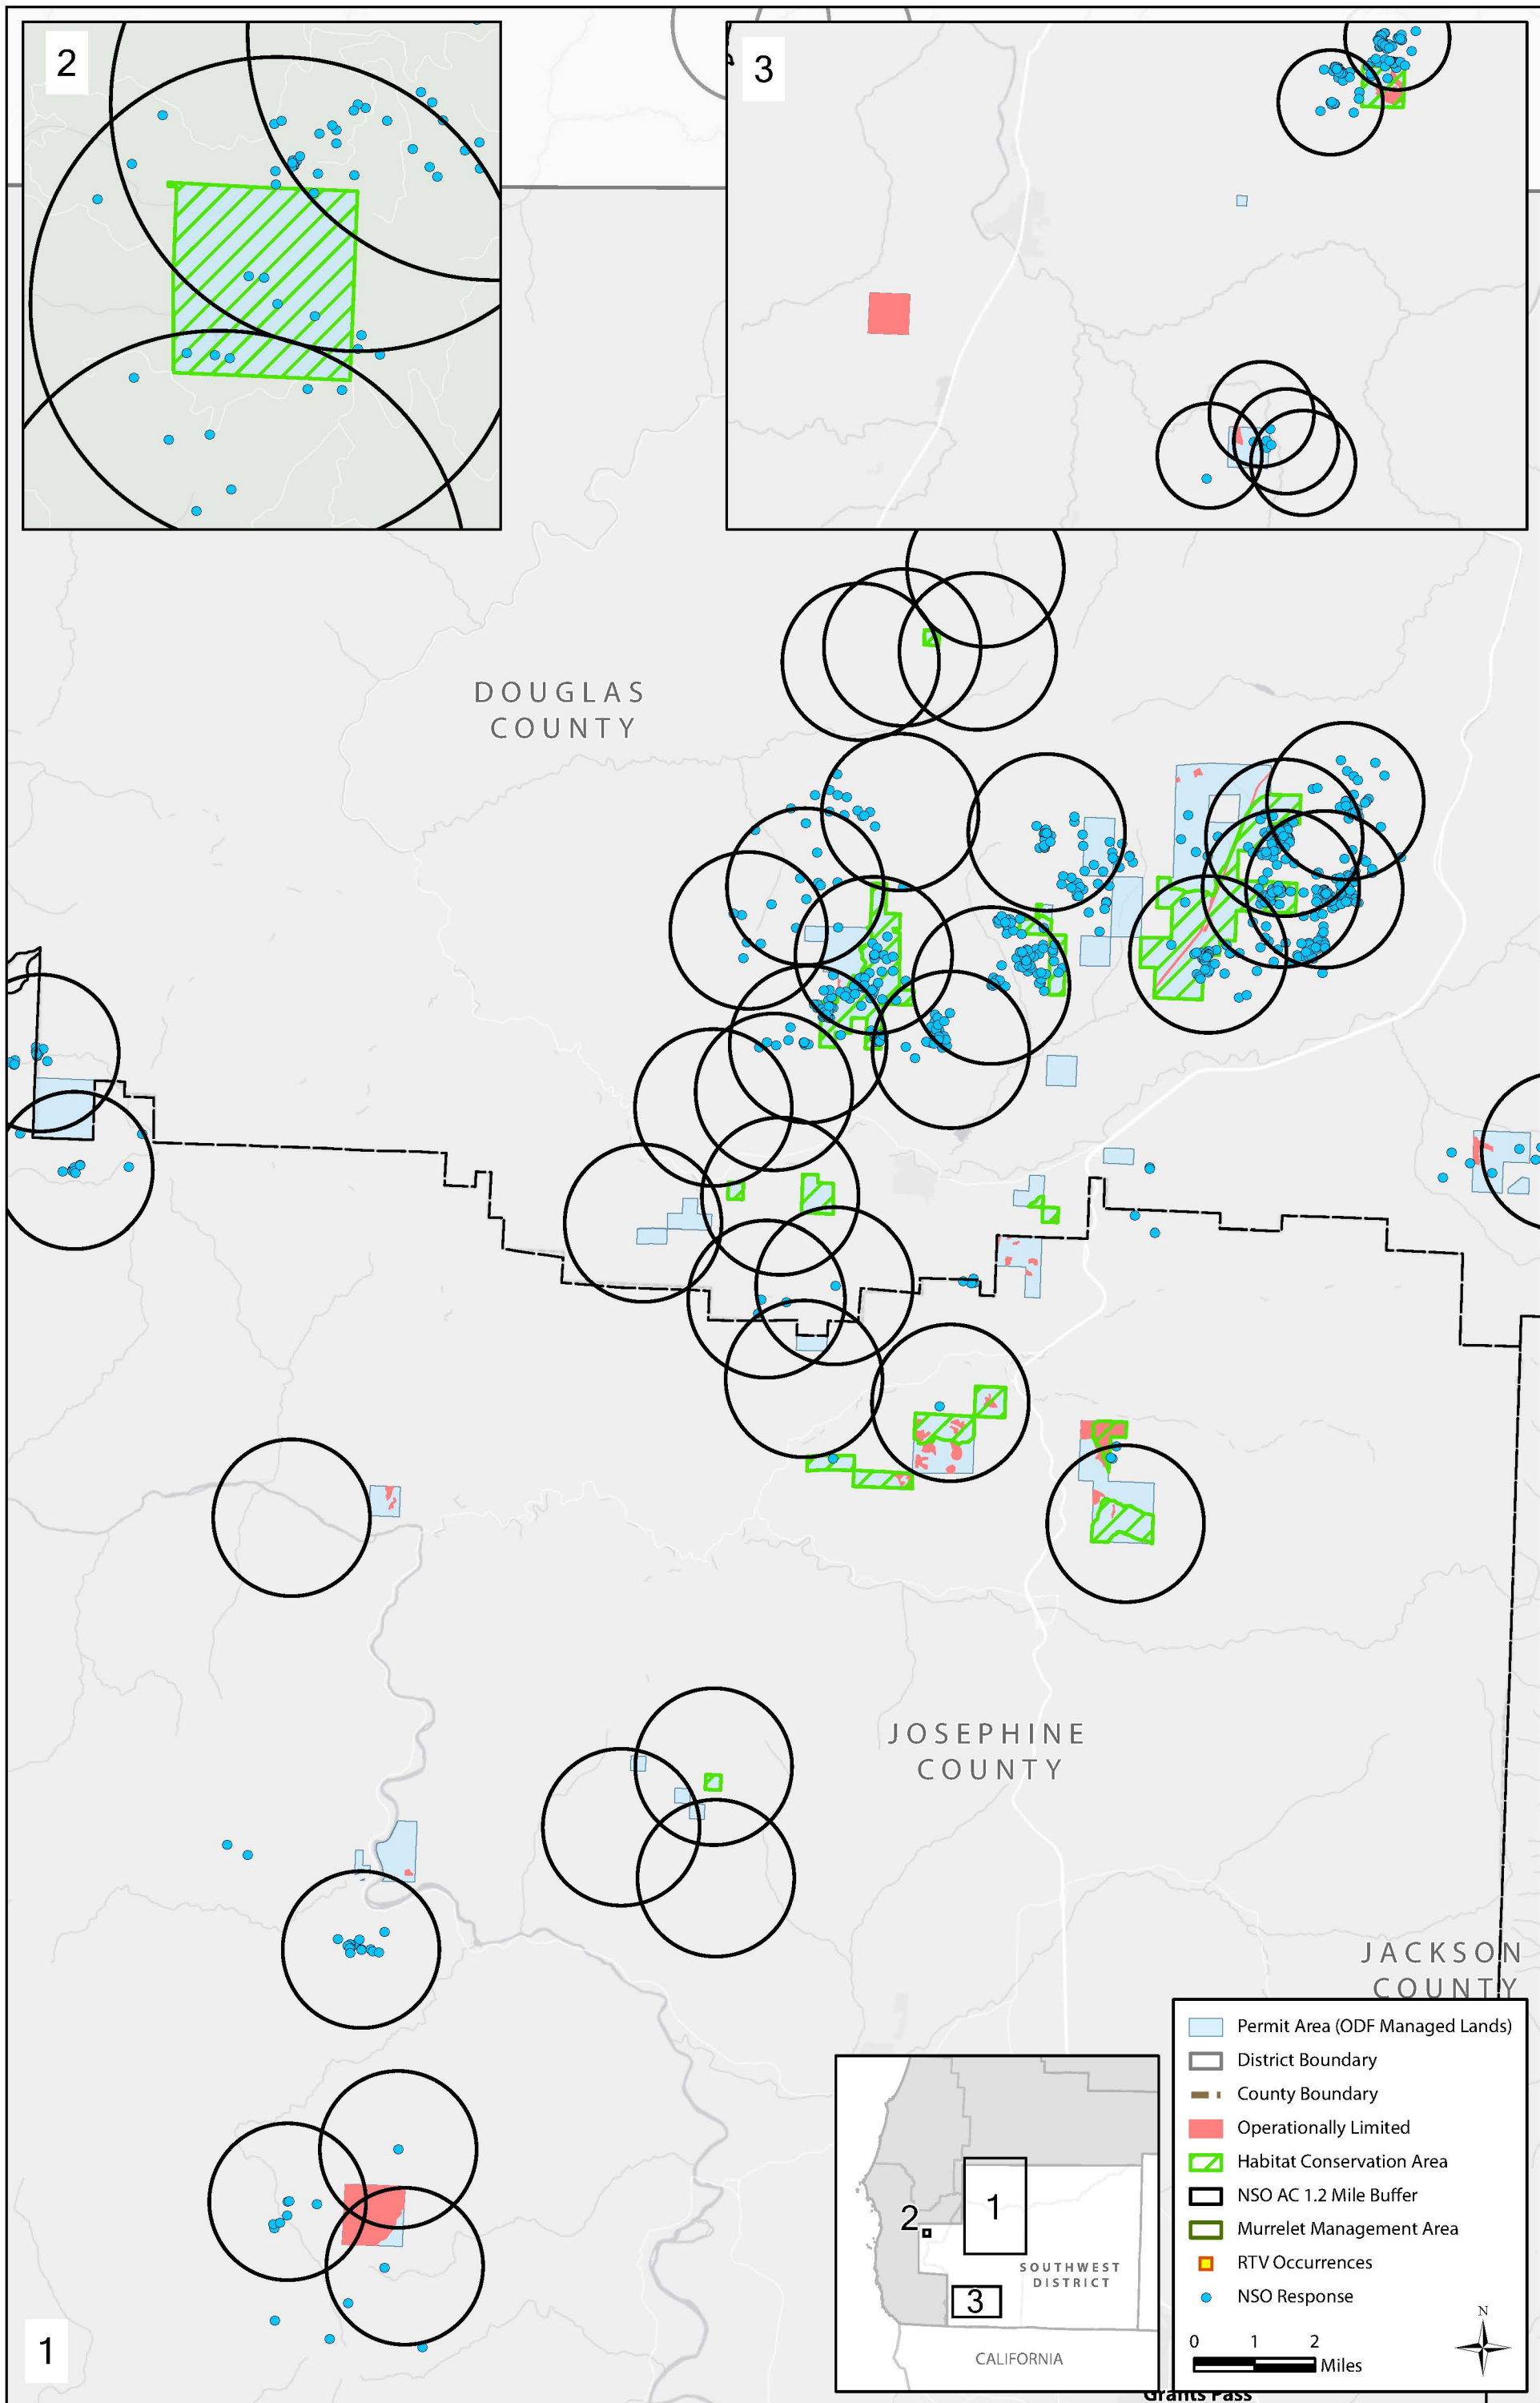 2
3
DOUGLAS
COUNTY
JOSEPHINE
COUNTY
JACKSON
COUNTY
1
2
1
3
SOUTHWEST
DISTRICT
CALIFORNIA
Permit Area (ODF Managed Lands)
District Boundary
County Boundary
Operationally Limited
Habitat Conservation Area
NSO AC 1.2 Mile Buffer
Murrelet Management Area
RTV Occurrences
NSO Response
N
0 1 2
Miles
Grants Pass